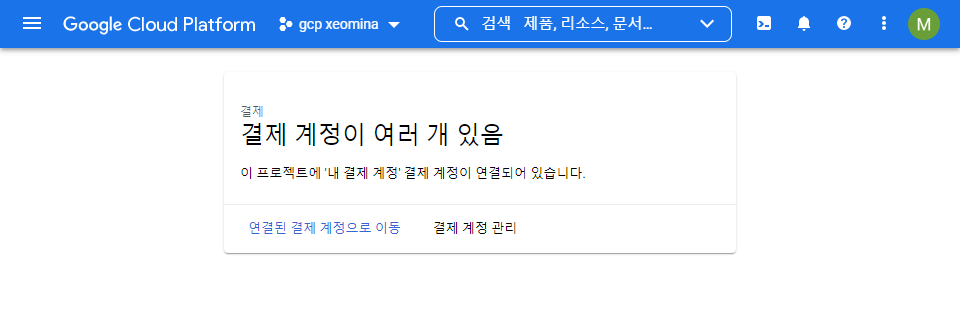 Google Cloud Platform gcp xeomina 검색 제품, 리소스, 문서... M
결제
결제 계정이 여러 개 있음
이 프로젝트에 '내 결제 계정' 결제 계정이 연결되어 있습니다.
연결된 결제 계정으로 이동 결제 계정 관리